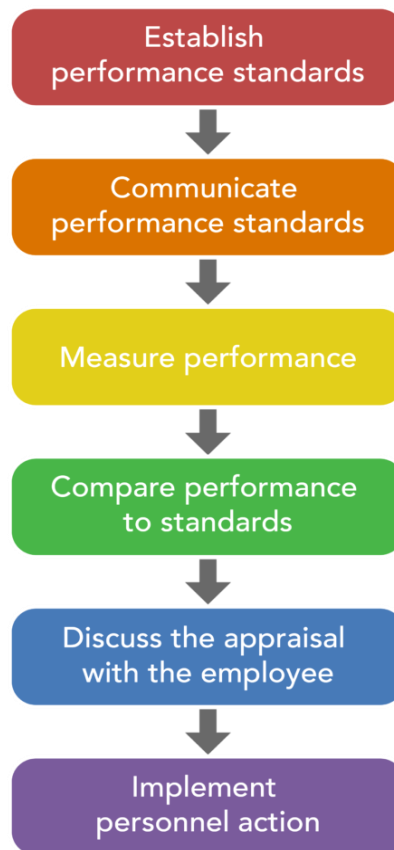 Establish
performance standards
Communicate
performance standards
Measure performance
Compare performance
to standards
Discuss the appraisal
with the employee
Implement
personnel action